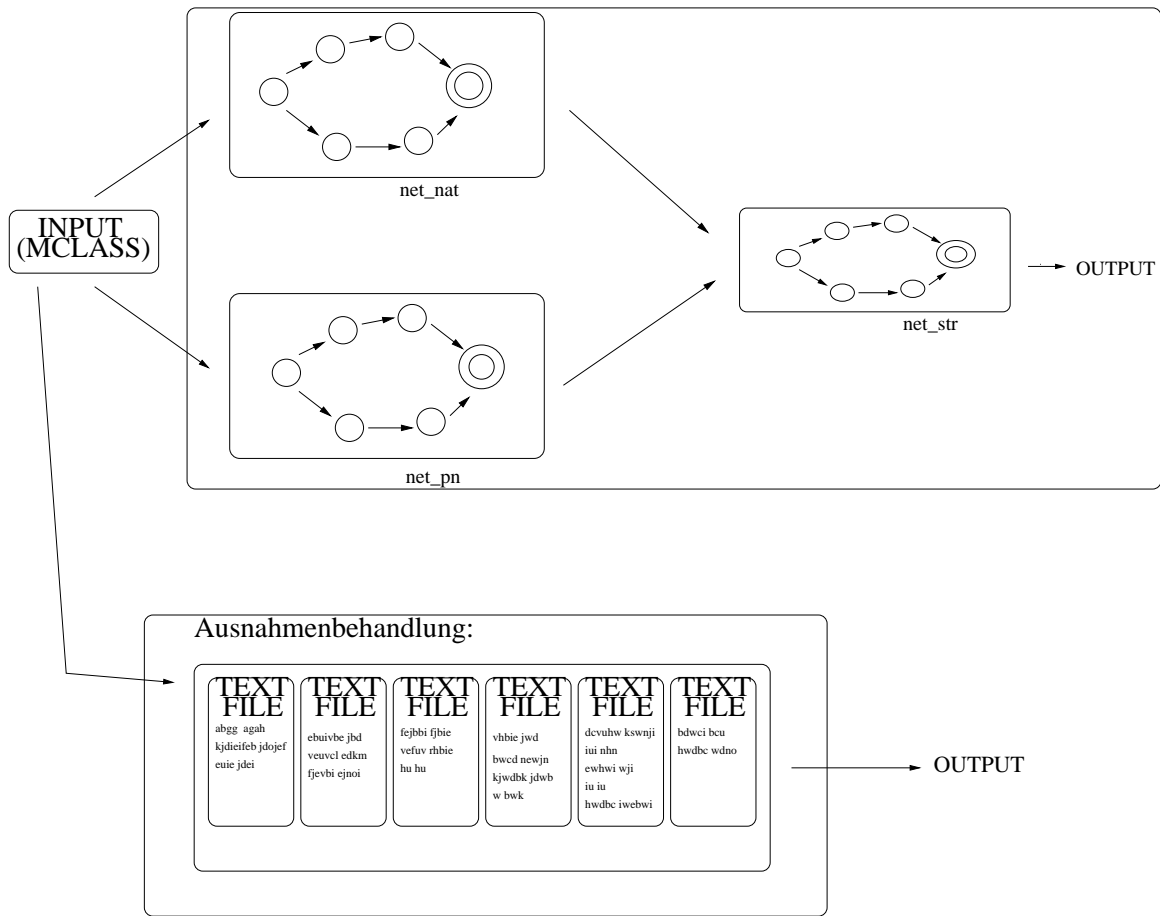 net_nat
INPUT
(MCLASS)
OUTPUT
net_str
net_pn
Ausnahmenbehandlung:
TEXT
FILE
abgg agah
kjdieifeb jdojef
euie jdei
TEXT
FILE
ebuivbe jbd
veuvcl edkm
fjevbi ejnoi
TEXT
FILE
fejbbi fjbie
vefuv rhbie
hu hu
TEXT
FILE
vhbie jwd
bwcd newjn
kjwdbk jdwb
w bwk
TEXT
FILE
dcvuhw kswnji
iui nhn
ewhwi wji
iu iu
hwdbc iwebwi
TEXT
FILE
bdwci bcu
hwdbc wdno
OUTPUT